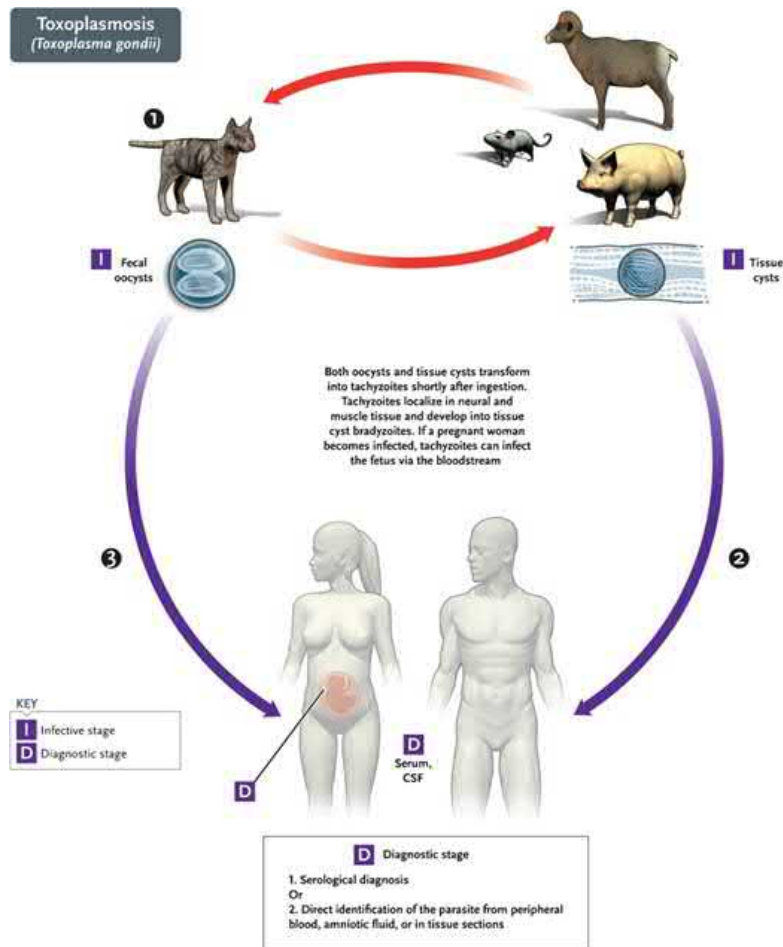 Toxoplasmosis
(Toxoplasma gondii)
1
I Fecal
oocysts
I Tissue
cysts
Both oocysts and tissue cysts transform
into tachyzoites shortly after ingestion.
Tachyzoites localize in neural and
muscle tissue and develop into tissue
cyst bradyzoites. If a pregnant woman
becomes infected, tachyzoites can infect
the fetus via the bloodstream
3
2
KEY
I Infective stage
D Diagnostic stage
D
D
Serum,
CSF
D Diagnostic stage
1. Serological diagnosis
Or
2. Direct identification of the parasite from peripheral
blood, amniotic fluid, or in tissue sections